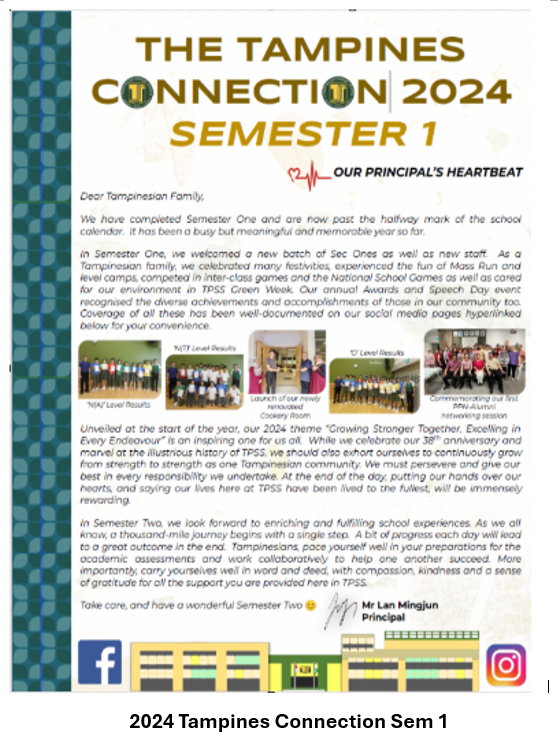 THE TAMPINES
CONNECTION 2024
SEMESTER 1
OUR PRINCIPAL'S HEARTBEAT
Dear Tampinesian Family,
We have completed Semester One and are now past the halfway mark of the school
calendar. It has been a busy but meaningful and memorable year so far.
In Semester One, we welcomed a new batch of Sec Ones as well as new staff. As a
Tampinesian family, we celebrated many festivities, experienced the fun of Mass Run and
level camps, competed in inter-class games and the National School Games as well as cared
for our environment in TPSS Green Week. Our annual Awards and Speech Day event
recognised the diverse achievements and accomplishments of those in our community too.
Coverage of all these has been well-documented on our social media pages hyperlinked
below for your convenience.
'N(T)' Level Results
'O' Level Results
'N(A)' Level Results
Launch of our newly
renovated
Cookery Room
Commemorating our first
PPIV-Alumni
networking session
Unveiled at the start of the year, our 2024 theme "Growing Stronger Together, Excelling in
Every Endeavour" is an inspiring one for us all. While we celebrate our 38th anniversary and
marvel at the illustrious history of TPSS, we should also exhort ourselves to continuously grow
from strength to strength as one Tampinesian community. We must persevere and give our
best in every responsibility we undertake. At the end of the day, putting our hands over our
hearts, and saying our lives here at TPSS have been lived to the fullest, will be immensely
rewarding.
In Semester Two, we look forward to enriching and fulfilling school experiences. As we all
know, a thousand-mile journey begins with a single step. A bit of progress each day will lead
to a great outcome in the end. Tampinesians, pace yourself well in your preparations for the
academic assessments and work collaboratively to help one another succeed. More
importantly, carry yourselves well in word and deed, with compassion, kindness and a sense
of gratitude for all the support you are provided here in TPSS.
Take care, and have a wonderful Semester Two 😊
Mr Lan Mingjun
Principal
2024 Tampines Connection Sem 1